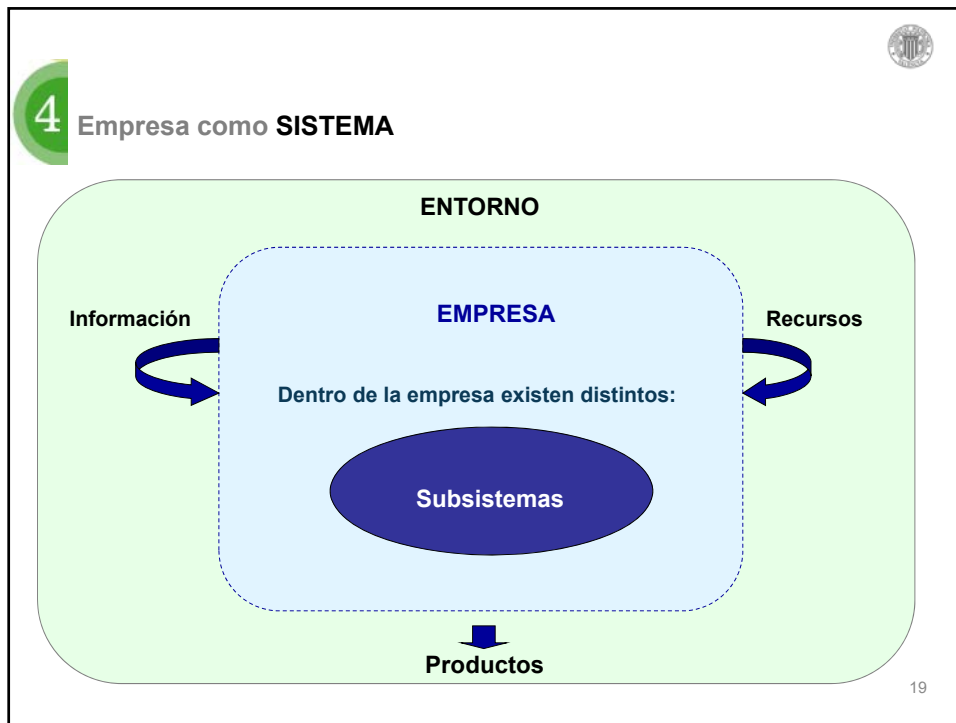 4
Empresa como SISTEMA
ENTORNO
Información
EMPRESA
Recursos
Dentro de la empresa existen distintos:
Subsistemas
Productos
19